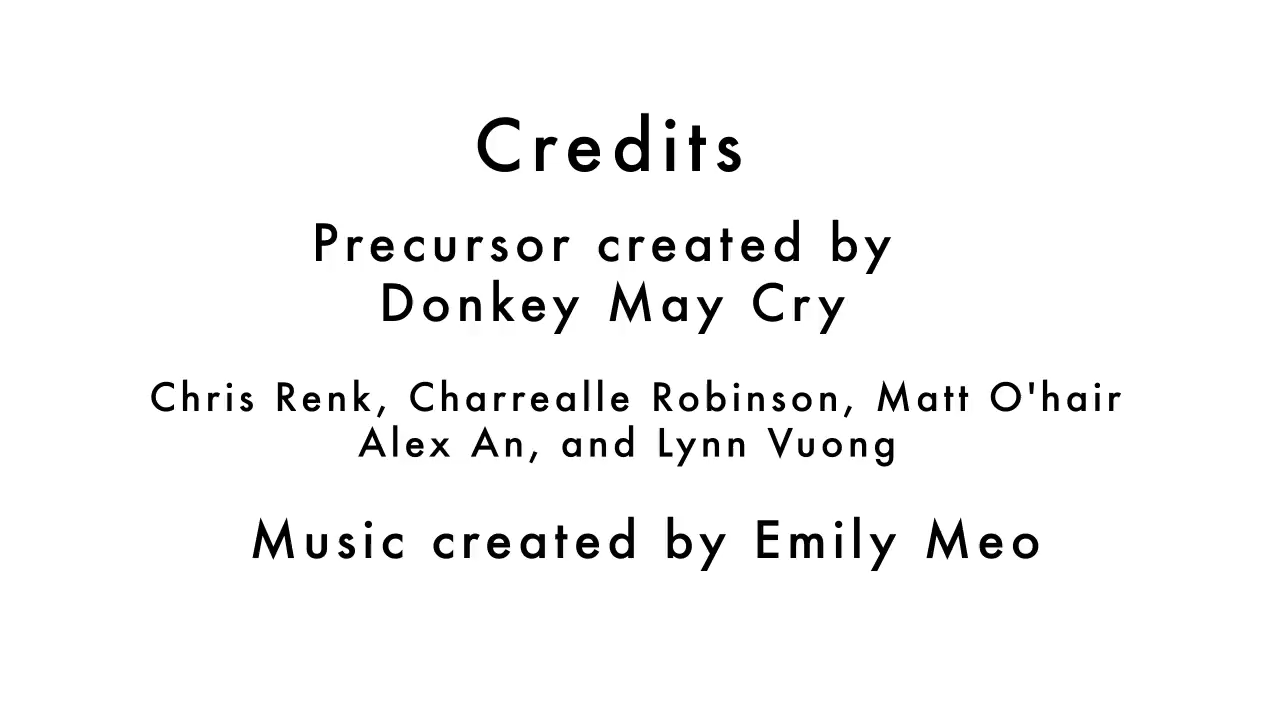 Credits
Precursor created by
Donkey May Cry
Chris Renk, Charrealle Robinson, Matt O'hair
Alex An, and Lynn Vuong
Music created by Emily Meo